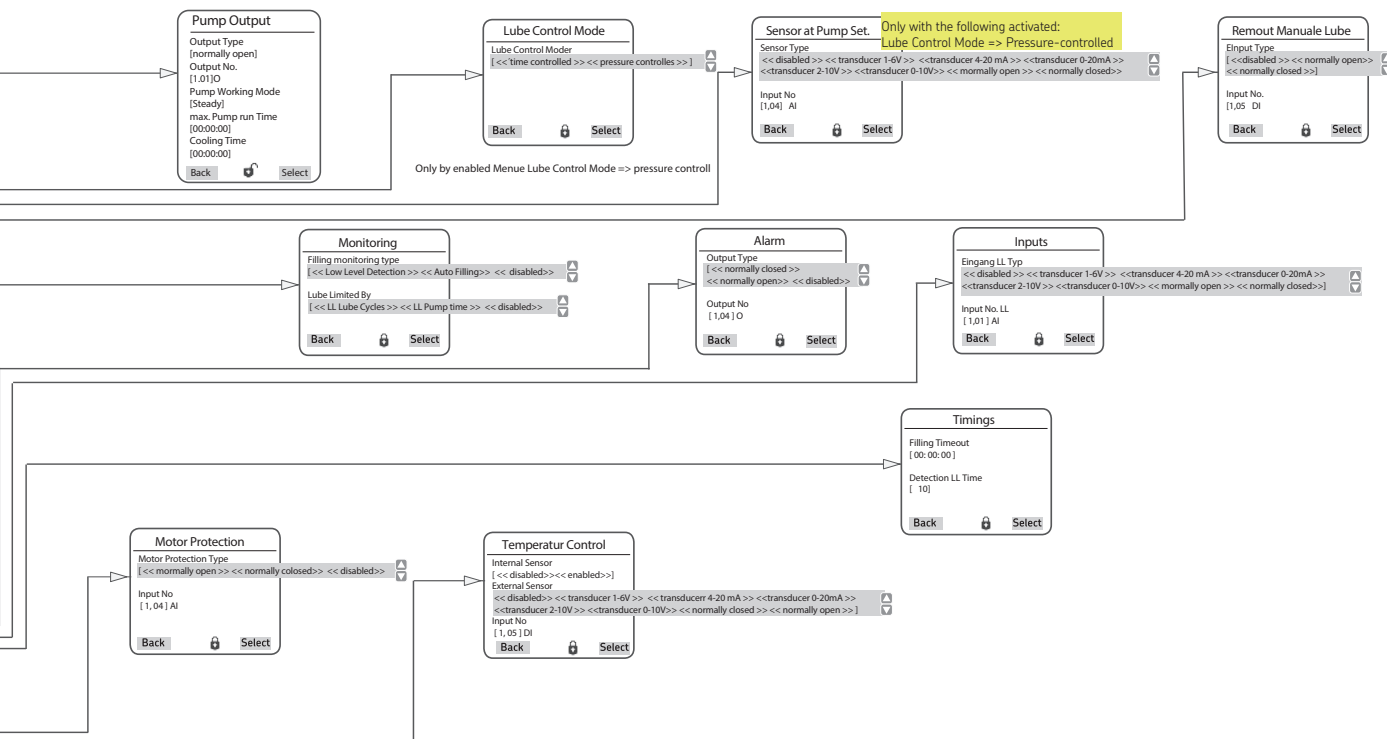 Pump Output
Output Type
[normally open]
Output No.
[1.01]O
Pump Working Mode
[Steady]
max. Pump run Time
[00:00:00]
Cooling Time
[00:00:00]
Back Select
Lube Control Mode
Lube Control Moder
[ << 'time controlled >> << pressure controlles >> ]
Back Select
Only by enabled Menue Lube Control Mode => pressure controll
Sensor at Pump Set.
Only with the following activated:
Lube Control Mode => Pressure-controlled
Sensor Type
<< disabled >> << transducer 1-6V >> <<transducer 4-20 mA >> <<transducer 0-20mA >>
<<transducer 2-10V >> <<transducer 0-10V>> << mormally open >> << normally closed>>
Input No
[1,04] AI
Back Select
Remout Manuale Lube
EInput Type
[ <<disabled >> << normally open>>
<< normally closed >>]
Input No.
[1,05 DI
Back Select
Monitoring
Filling monitoring type
[ << Low Level Detection >> << Auto Filling>> << disabled>>
Lube Limited By
[ << LL Lube Cycles >> << LL Pump time >> << disabled>>
Back Select
Alarm
Output Type
[ << normally closed >>
<< normally open>> << disabled>>
Output No
[ 1,04 ] O
Back Select
Inputs
Eingang LL Typ
<< disabled >> << transducer 1-6V >> <<transducer 4-20 mA >> <<transducer 0-20mA >>
<<transducer 2-10V >> <<transducer 0-10V>> << mormally open >> << normally closed>>]
Input No. LL
[ 1,01 ] AI
Back Select
Timings
Filling Timeout
[ 00: 00: 00 ]
Detection LL Time
[ 10]
Back Select
Motor Protection
Motor Protection Type
[ << mormally open >> << normally colosed>> << disabled>>
Input No
[ 1, 04 ] AI
Back Select
Temperatur Control
Internal Sensor
[ << disabled>><< enabled>>]
External Sensor
<< disabled>> << transducer 1-6V >> << transducerr 4-20 mA >> <<transducer 0-20mA >>
<<transducer 2-10V >> <<transducer 0-10V>> << normally closed >> << normally open >> ]
Input No
[ 1, 05 ] DI
Back Select